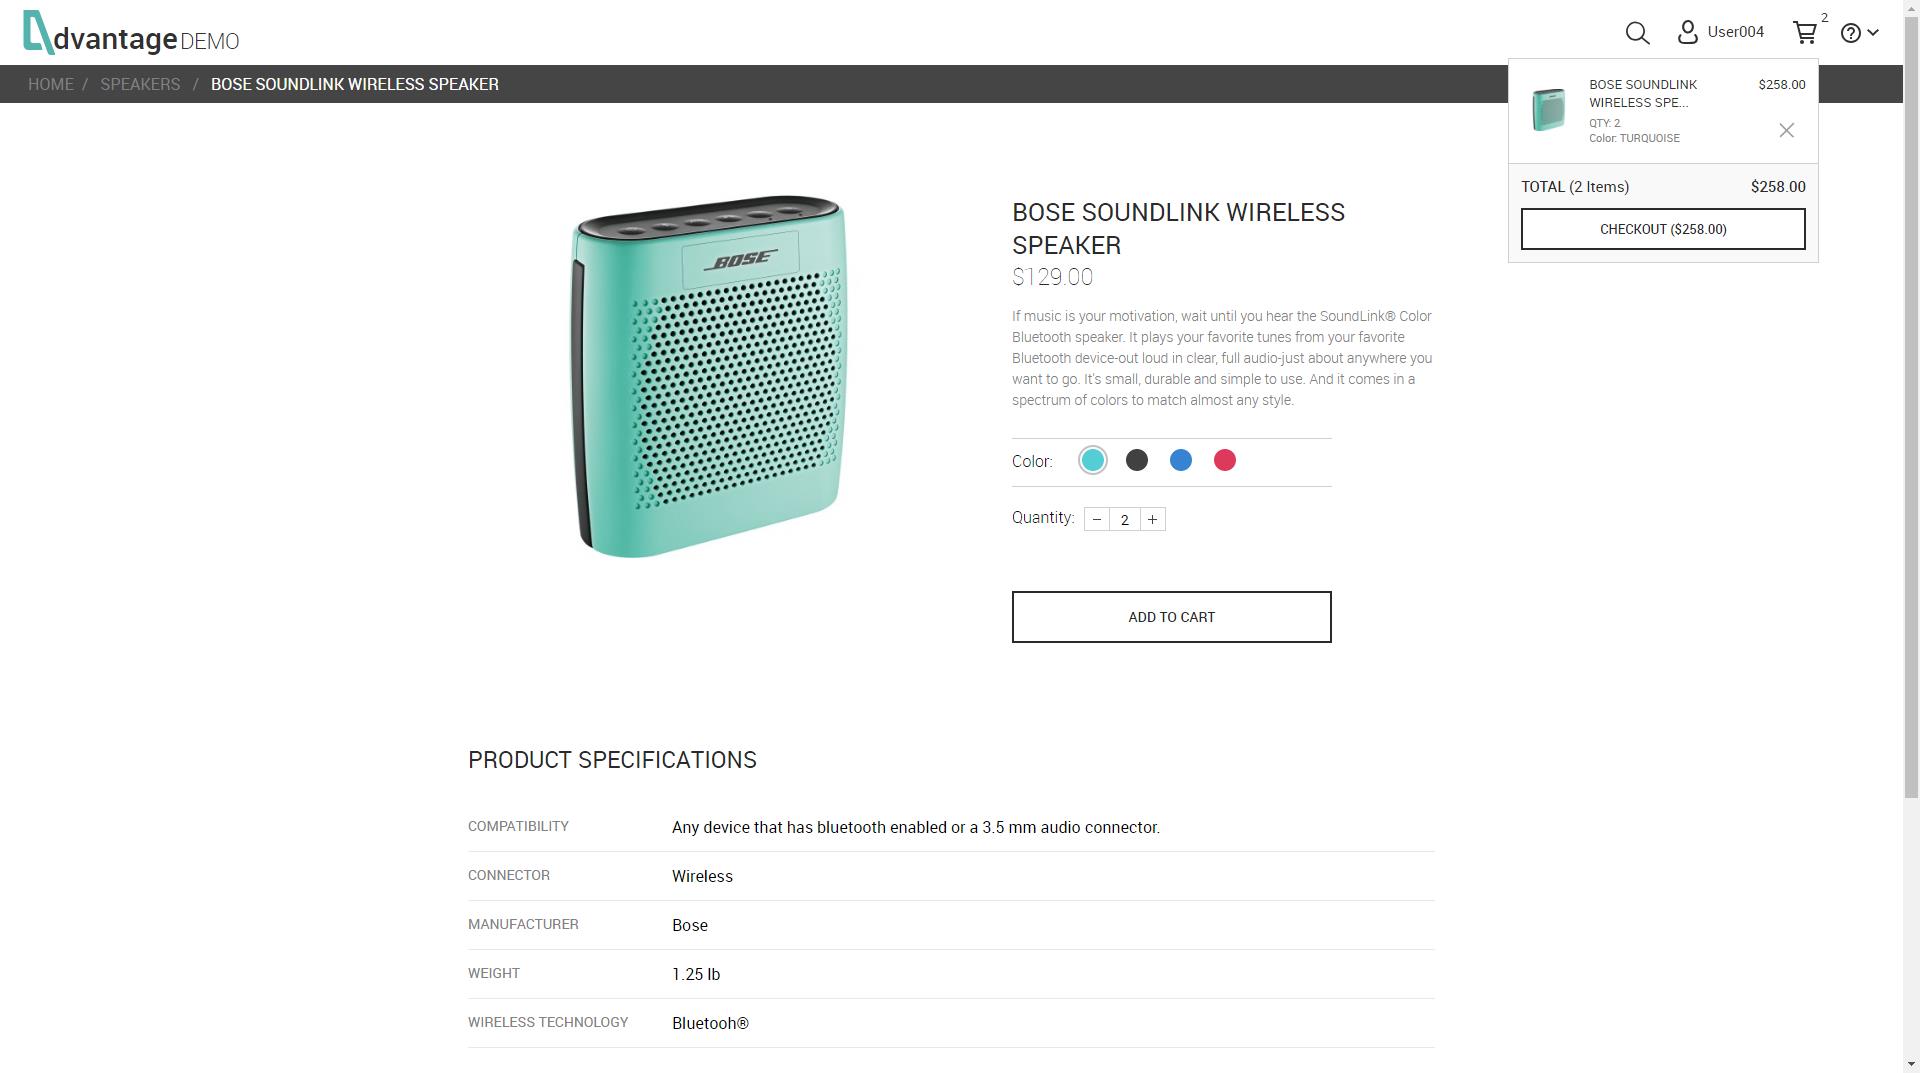 dvantage DEMO
User004
2
HOME / SPEAKERS / BOSE SOUNDLINK WIRELESS SPEAKER
BOSE SOUNDLINK
WIRELESS SPE...
$258.00
QTY: 2
Color: TURQUOISE
TOTAL (2 Items) $258.00
CHECKOUT ($258.00)
BOSE
BOSE SOUNDLINK WIRELESS
SPEAKER
$129.00
If music is your motivation, wait until you hear the SoundLink® Color
Bluetooth speaker. It plays your favorite tunes from your favorite
Bluetooth device-out loud in clear, full audio-just about anywhere you
want to go. It's small, durable and simple to use. And it comes in a
spectrum of colors to match almost any style.
Color:
Quantity: − 2 +
ADD TO CART
PRODUCT SPECIFICATIONS
COMPATIBILITY Any device that has bluetooth enabled or a 3.5 mm audio connector.
CONNECTOR Wireless
MANUFACTURER Bose
WEIGHT 1.25 lb
WIRELESS TECHNOLOGY Bluetooh®